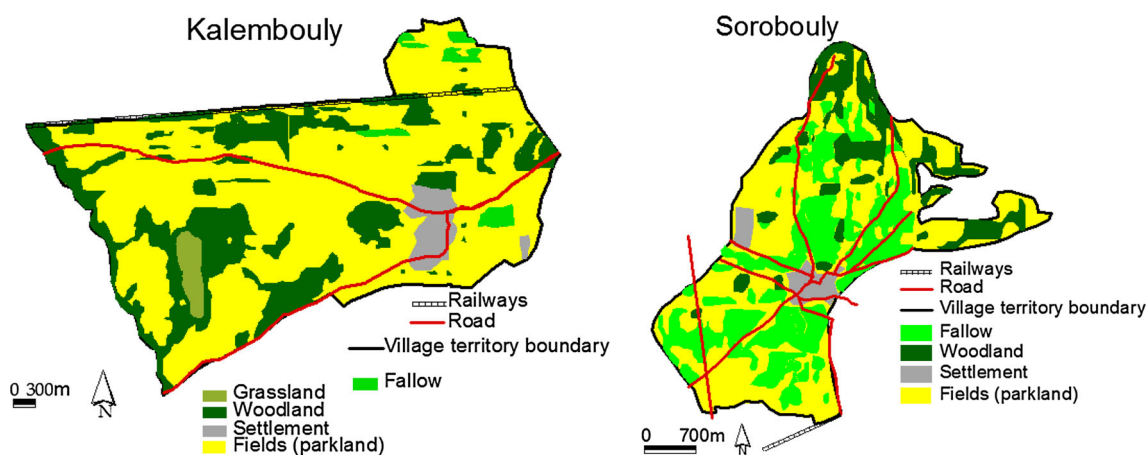 Kalembouly
Railways
Road
Village territory boundary
Fallow
Grassland
Woodland
Settlement
Fields (parkland)
0 300m
N
Sorobouly
Railways
Road
Village territory boundary
Fallow
Woodland
Settlement
Fields (parkland)
0 700m
N